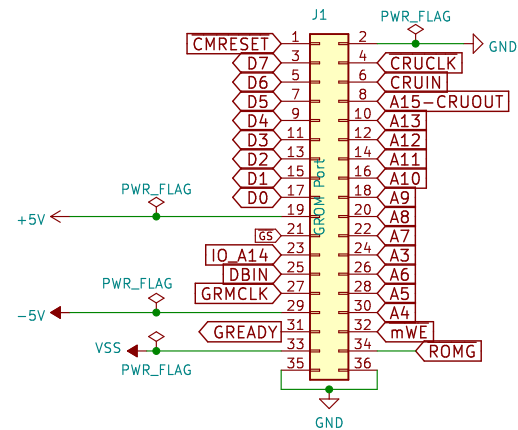 J1
PWR_FLAG
CMRESET 1 2 GND
D7 3 4 CRUCLK
D6 5 6 CRUIN
D5 7 8 A15-CRUOUT
D4 9 10 A13
D3 11 12 A12
D2 13 14 A11
D1 15 16 A10
PWR_FLAG
D0 17 18 A9
+5V 19 20 A8
GS 21 22 A7
IO_A14 23 24 A3
DBIN 25 26 A6
PWR_FLAG
GRMCLK 27 28 A5
-5V 29 30 A4
GREADY 31 32 mWE
VSS 33 34 ROMG
PWR_FLAG
35 36
GROM Port
GND